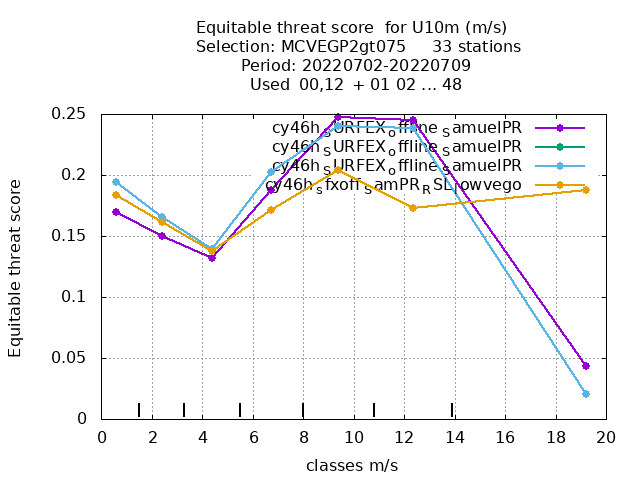 Equitable threat score  for U10m (m/s)
Selection: MCVEGP2gt075     33 stations
Period: 20220702-20220709
Used  00,12  + 01 02 ... 48
cy46h_sURFEX_offline_samuelPR
cy46h_sURFEX_offline_samuelPR
cy46h_sURFEX_offline_samuelPR
cy46h_sfxoff_samPR_RSL_lowvego
Equitable threat score
0.25
0.2
0.15
0.1
0.05
0
0 2 4 6 8 10 12 14 16 18 20
classes m/s